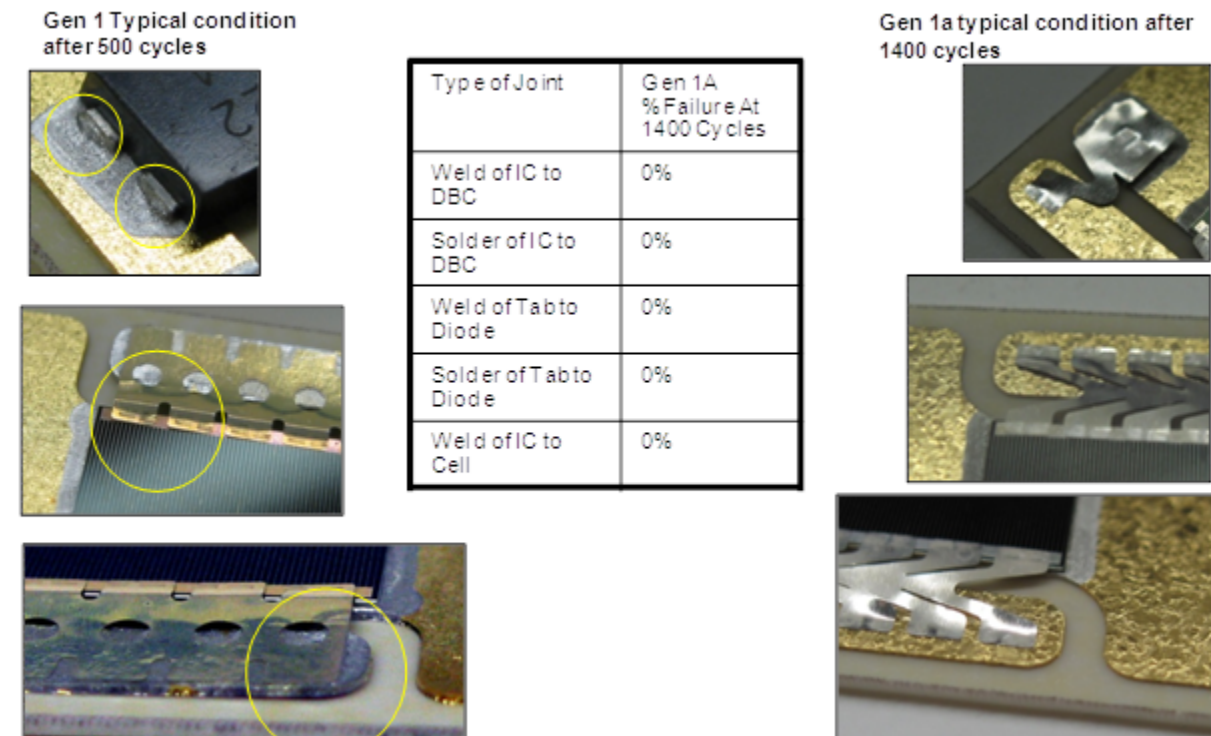 Gen 1 Typical condition
after 500 cycles
Gen 1a typical condition after
1400 cycles
Type of Joint
Gen 1A
% Failure At
1400 Cycles
Weld of IC to
DBC
0%
Solder of IC to
DBC
0%
Weld of Tab to
Diode
0%
Solder of Tab to
Diode
0%
Weld of IC to
Cell
0%